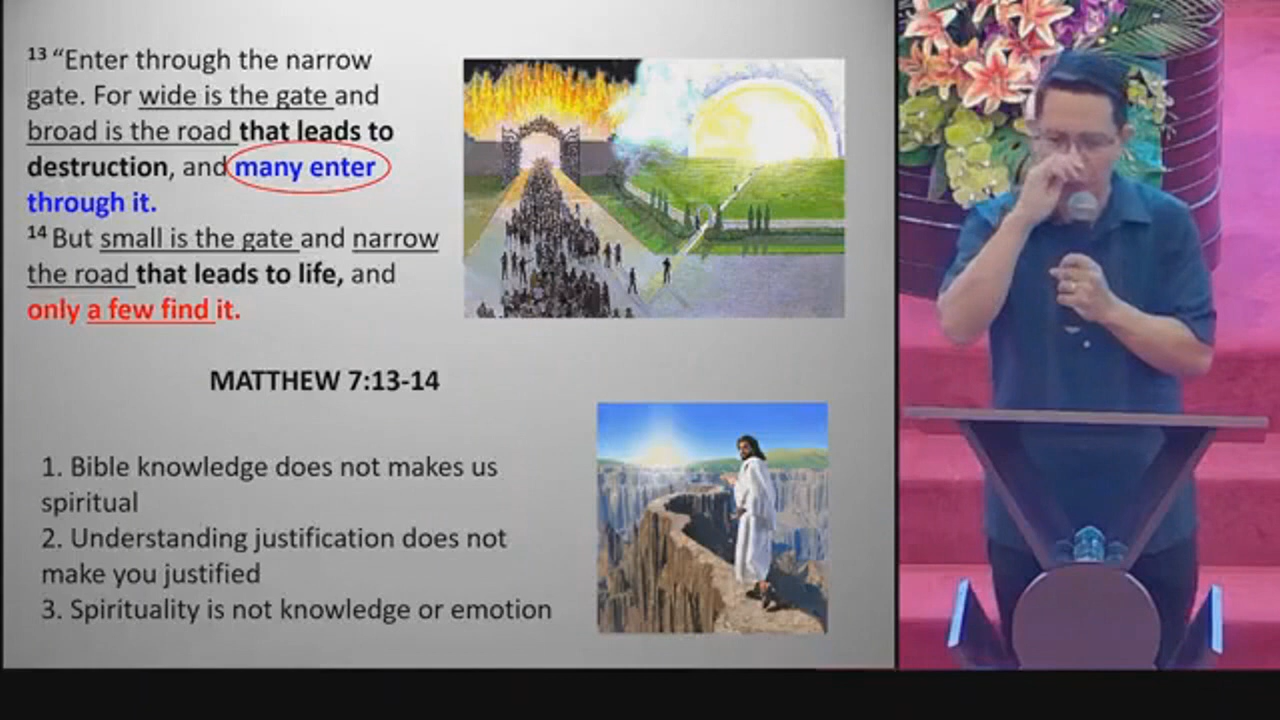 13 “Enter through the narrow
gate. For wide is the gate and
broad is the road that leads to
destruction, and many enter
through it.
14 But small is the gate and narrow
the road that leads to life, and
only a few find it.
MATTHEW 7:13-14
1. Bible knowledge does not makes us
spiritual
2. Understanding justification does not
make you justified
3. Spirituality is not knowledge or emotion